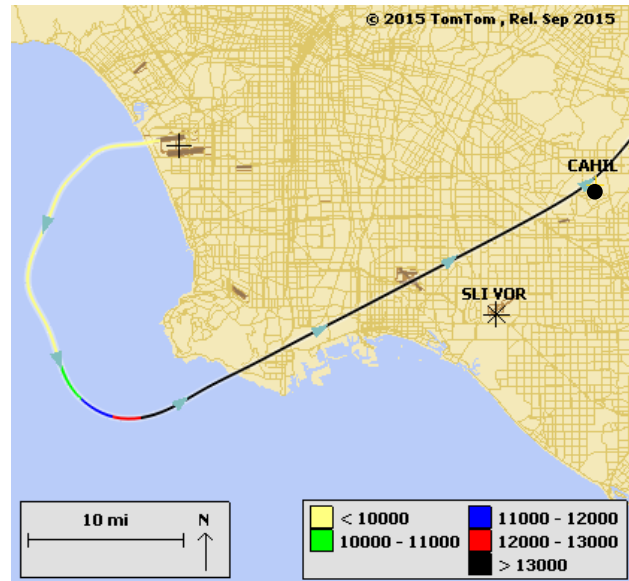 © 2015 TomTom , Rel. Sep 2015
CAHIL
SLI VOR
10 mi
N
< 10000
10000 - 11000
11000 - 12000
12000 - 13000
> 13000